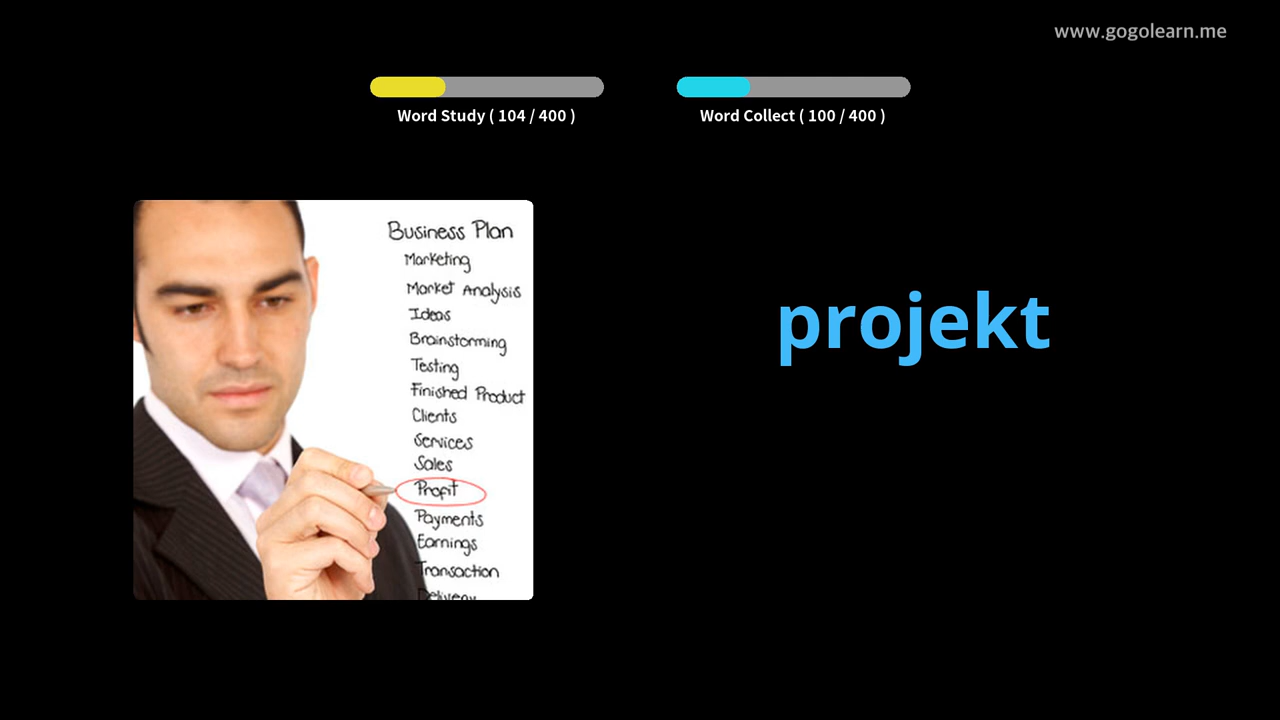 www.gogolearn.me
Word Study ( 104 / 400 )
Word Collect ( 100 / 400 )
Business Plan
Marketing
Market Analysis
Ideas
Brainstorming
Testing
Finished Product
Clients
Services
Sales
Profit
Payments
Earnings
Transaction
Delivery
projekt